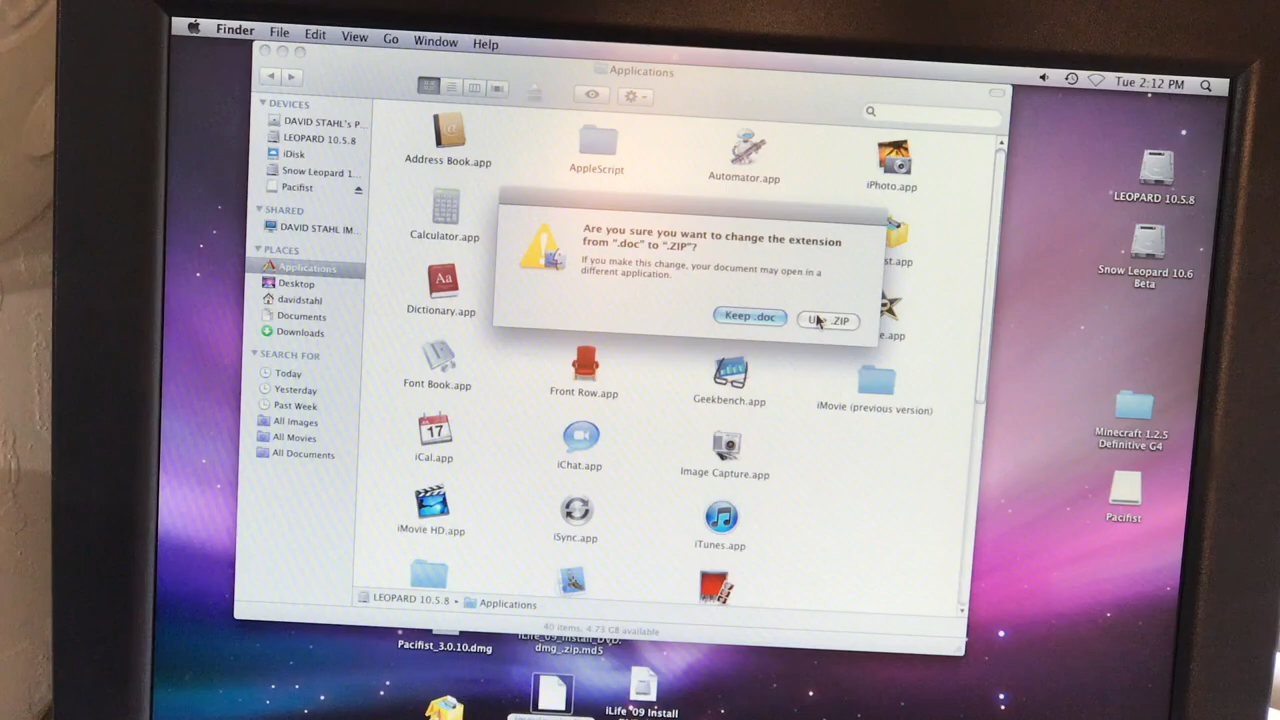 Finder File Edit View Go Window Help
Tue 2:12 PM
Applications
DEVICES
DAVID STAHL's P...
LEOPARD 10.5.8
iDisk
Snow Leopard 1...
Pacifist
SHARED
DAVID STAHL IM...
PLACES
Applications
Desktop
davidstahl
Documents
Downloads
SEARCH FOR
Today
Yesterday
Past Week
All Images
All Movies
All Documents
Address Book.app
AppleScript
Automator.app
iPhoto.app
Calculator.app
Dictionary.app
Font Book.app
Front Row.app
Geekbench.app
iMovie (previous version)
17
iCal.app
iChat.app
Image Capture.app
iMovie HD.app
iSync.app
iTunes.app
Are you sure you want to change the extension
from ".doc" to ".ZIP"?
If you make this change, your document may open in a
different application.
Keep .doc
.ZIP
LEOPARD 10.5.8 ▸ Applications
40 items, 4.73 GB available
LEOPARD 10.5.8
Snow Leopard 10.6
Beta
Minecraft 1.2.5
Definitive G4
Pacifist
Pacifist_3.0.10.dmg
iLife_09_Install_DVD.
dmg_.zip.md5
iLife '09 Install